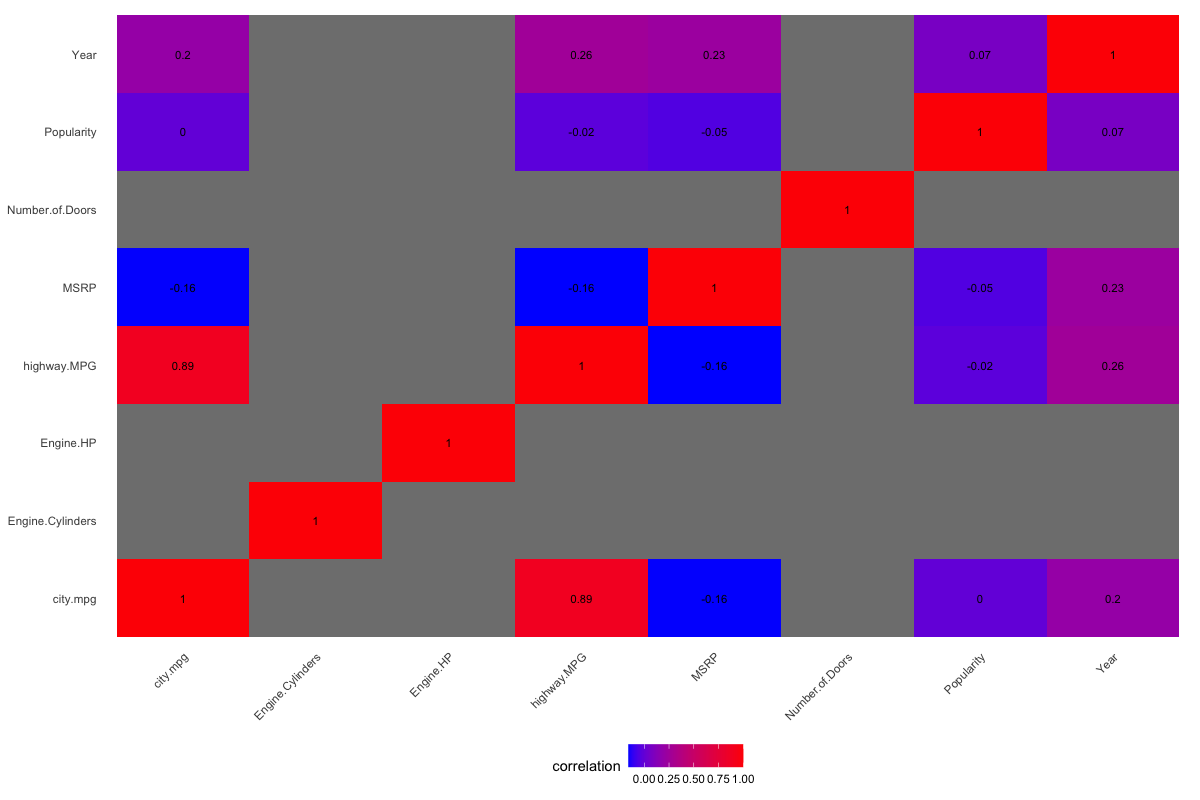 Year 0.2 0.26 0.23 0.07 1
Popularity 0 -0.02 -0.05 1 0.07
Number.of.Doors 1
MSRP -0.16 -0.16 1 -0.05 0.23
highway.MPG 0.89 1 -0.16 -0.02 0.26
Engine.HP 1
Engine.Cylinders 1
city.mpg 1 0.89 -0.16 0 0.2
city.mpg Engine.Cylinders Engine.HP highway.MPG MSRP Number.of.Doors Popularity Year
correlation
0.00 0.25 0.50 0.75 1.00